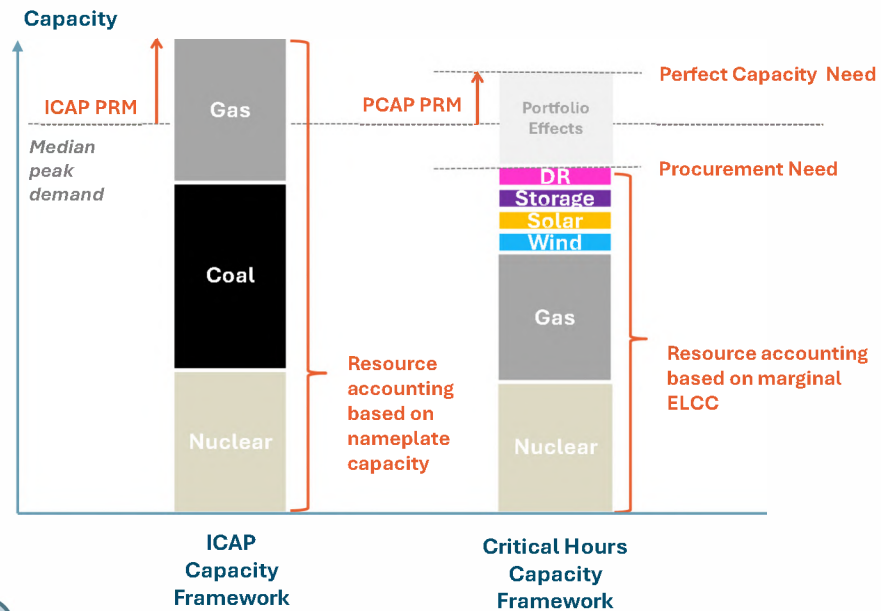 Capacity
ICAP PRM
Median
peak
demand
Gas
Coal
Nuclear
Resource
accounting
based on
nameplate
capacity
ICAP
Capacity
Framework
PCAP PRM
Portfolio
Effects
DR
Storage
Solar
Wind
Gas
Nuclear
Perfect Capacity Need
Procurement Need
Resource accounting
based on marginal
ELCC
Critical Hours
Capacity
Framework